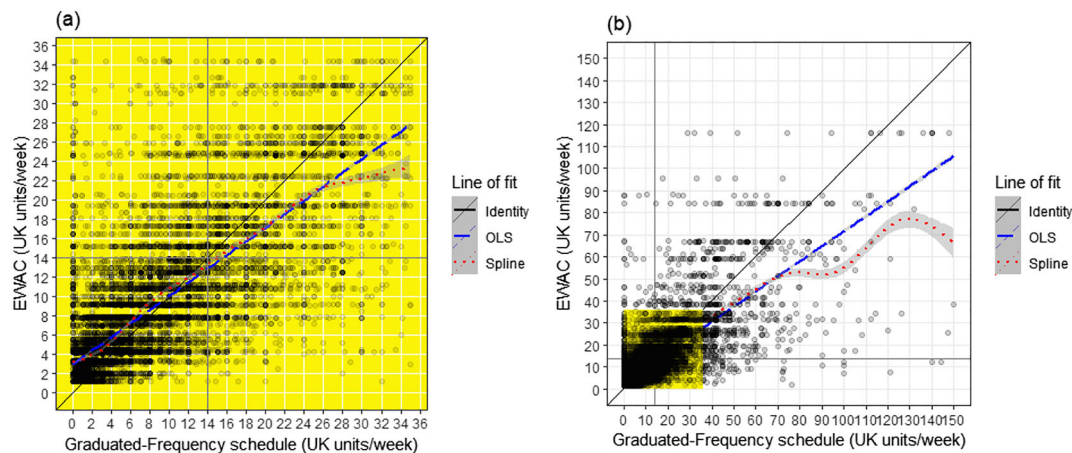 (a)
36
34
32
30
28
26
24
22
20
18
16
14
12
10
8
6
4
2
0
EWAC (UK units/week)
0 2 4 6 8 10 12 14 16 18 20 22 24 26 28 30 32 34 36
Graduated-Frequency schedule (UK units/week)
Line of fit
Identity
OLS
Spline
(b)
150
140
130
120
110
100
90
80
70
60
50
40
30
20
10
0
EWAC (UK units/week)
0 10 20 30 40 50 60 70 80 90 100 110 120 130 140 150
Graduated-Frequency schedule (UK units/week)
Line of fit
Identity
OLS
Spline